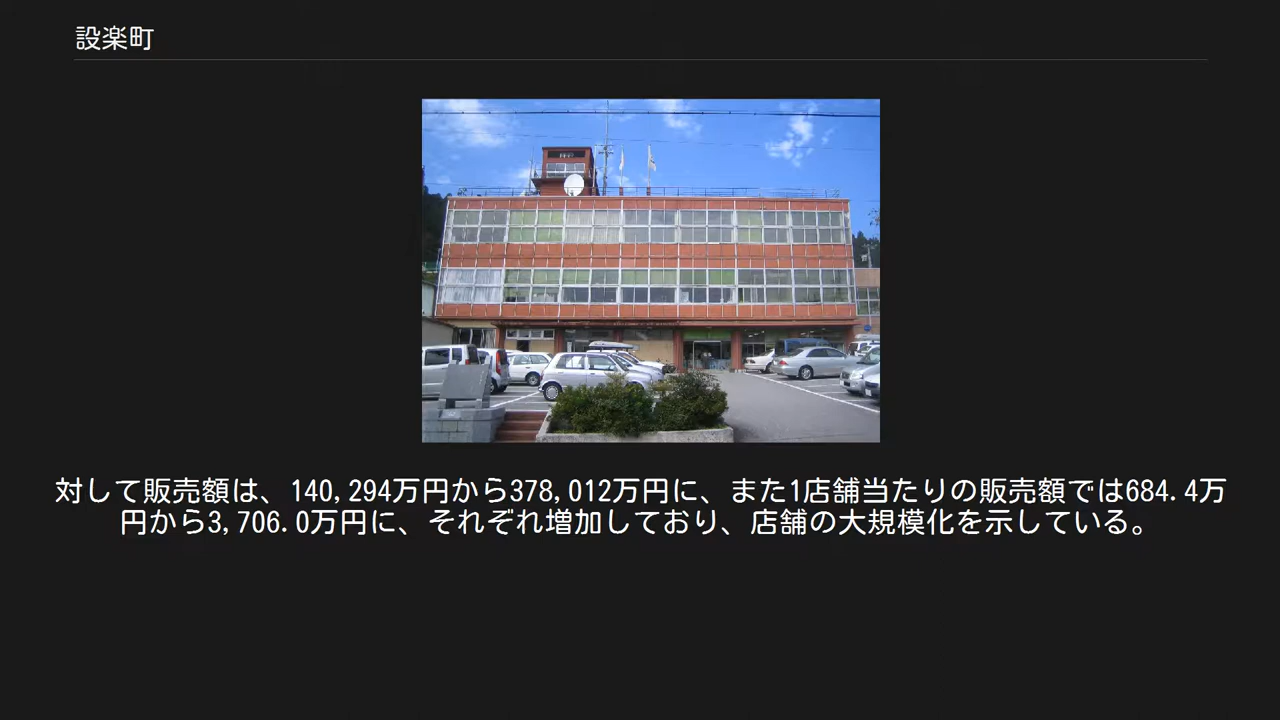 設楽町
対して販売額は、140,294万円から378,012万円に、また1店舗当たりの販売額では684.4万
円から3,706.0万円に、それぞれ増加しており、店舗の大規模化を示している。